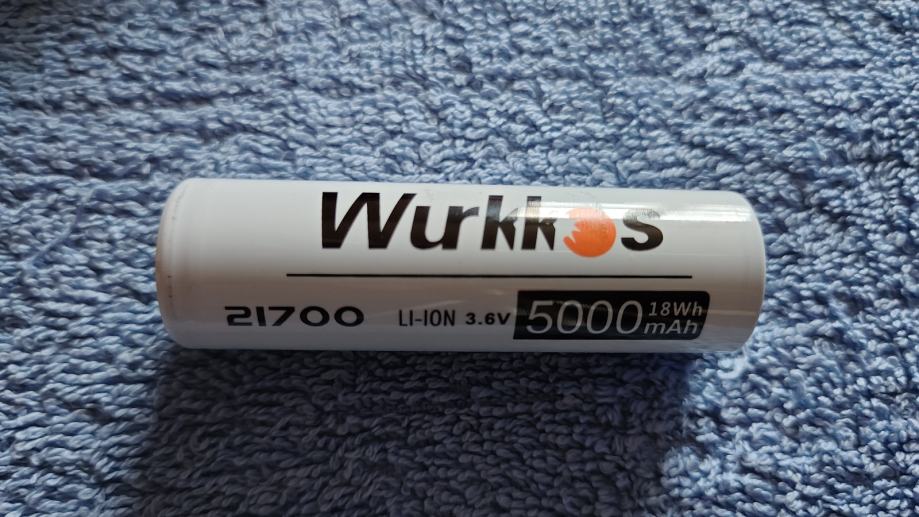 Wurkkos
21700 LI-ION 3.6V 5000 18Wh
mAh